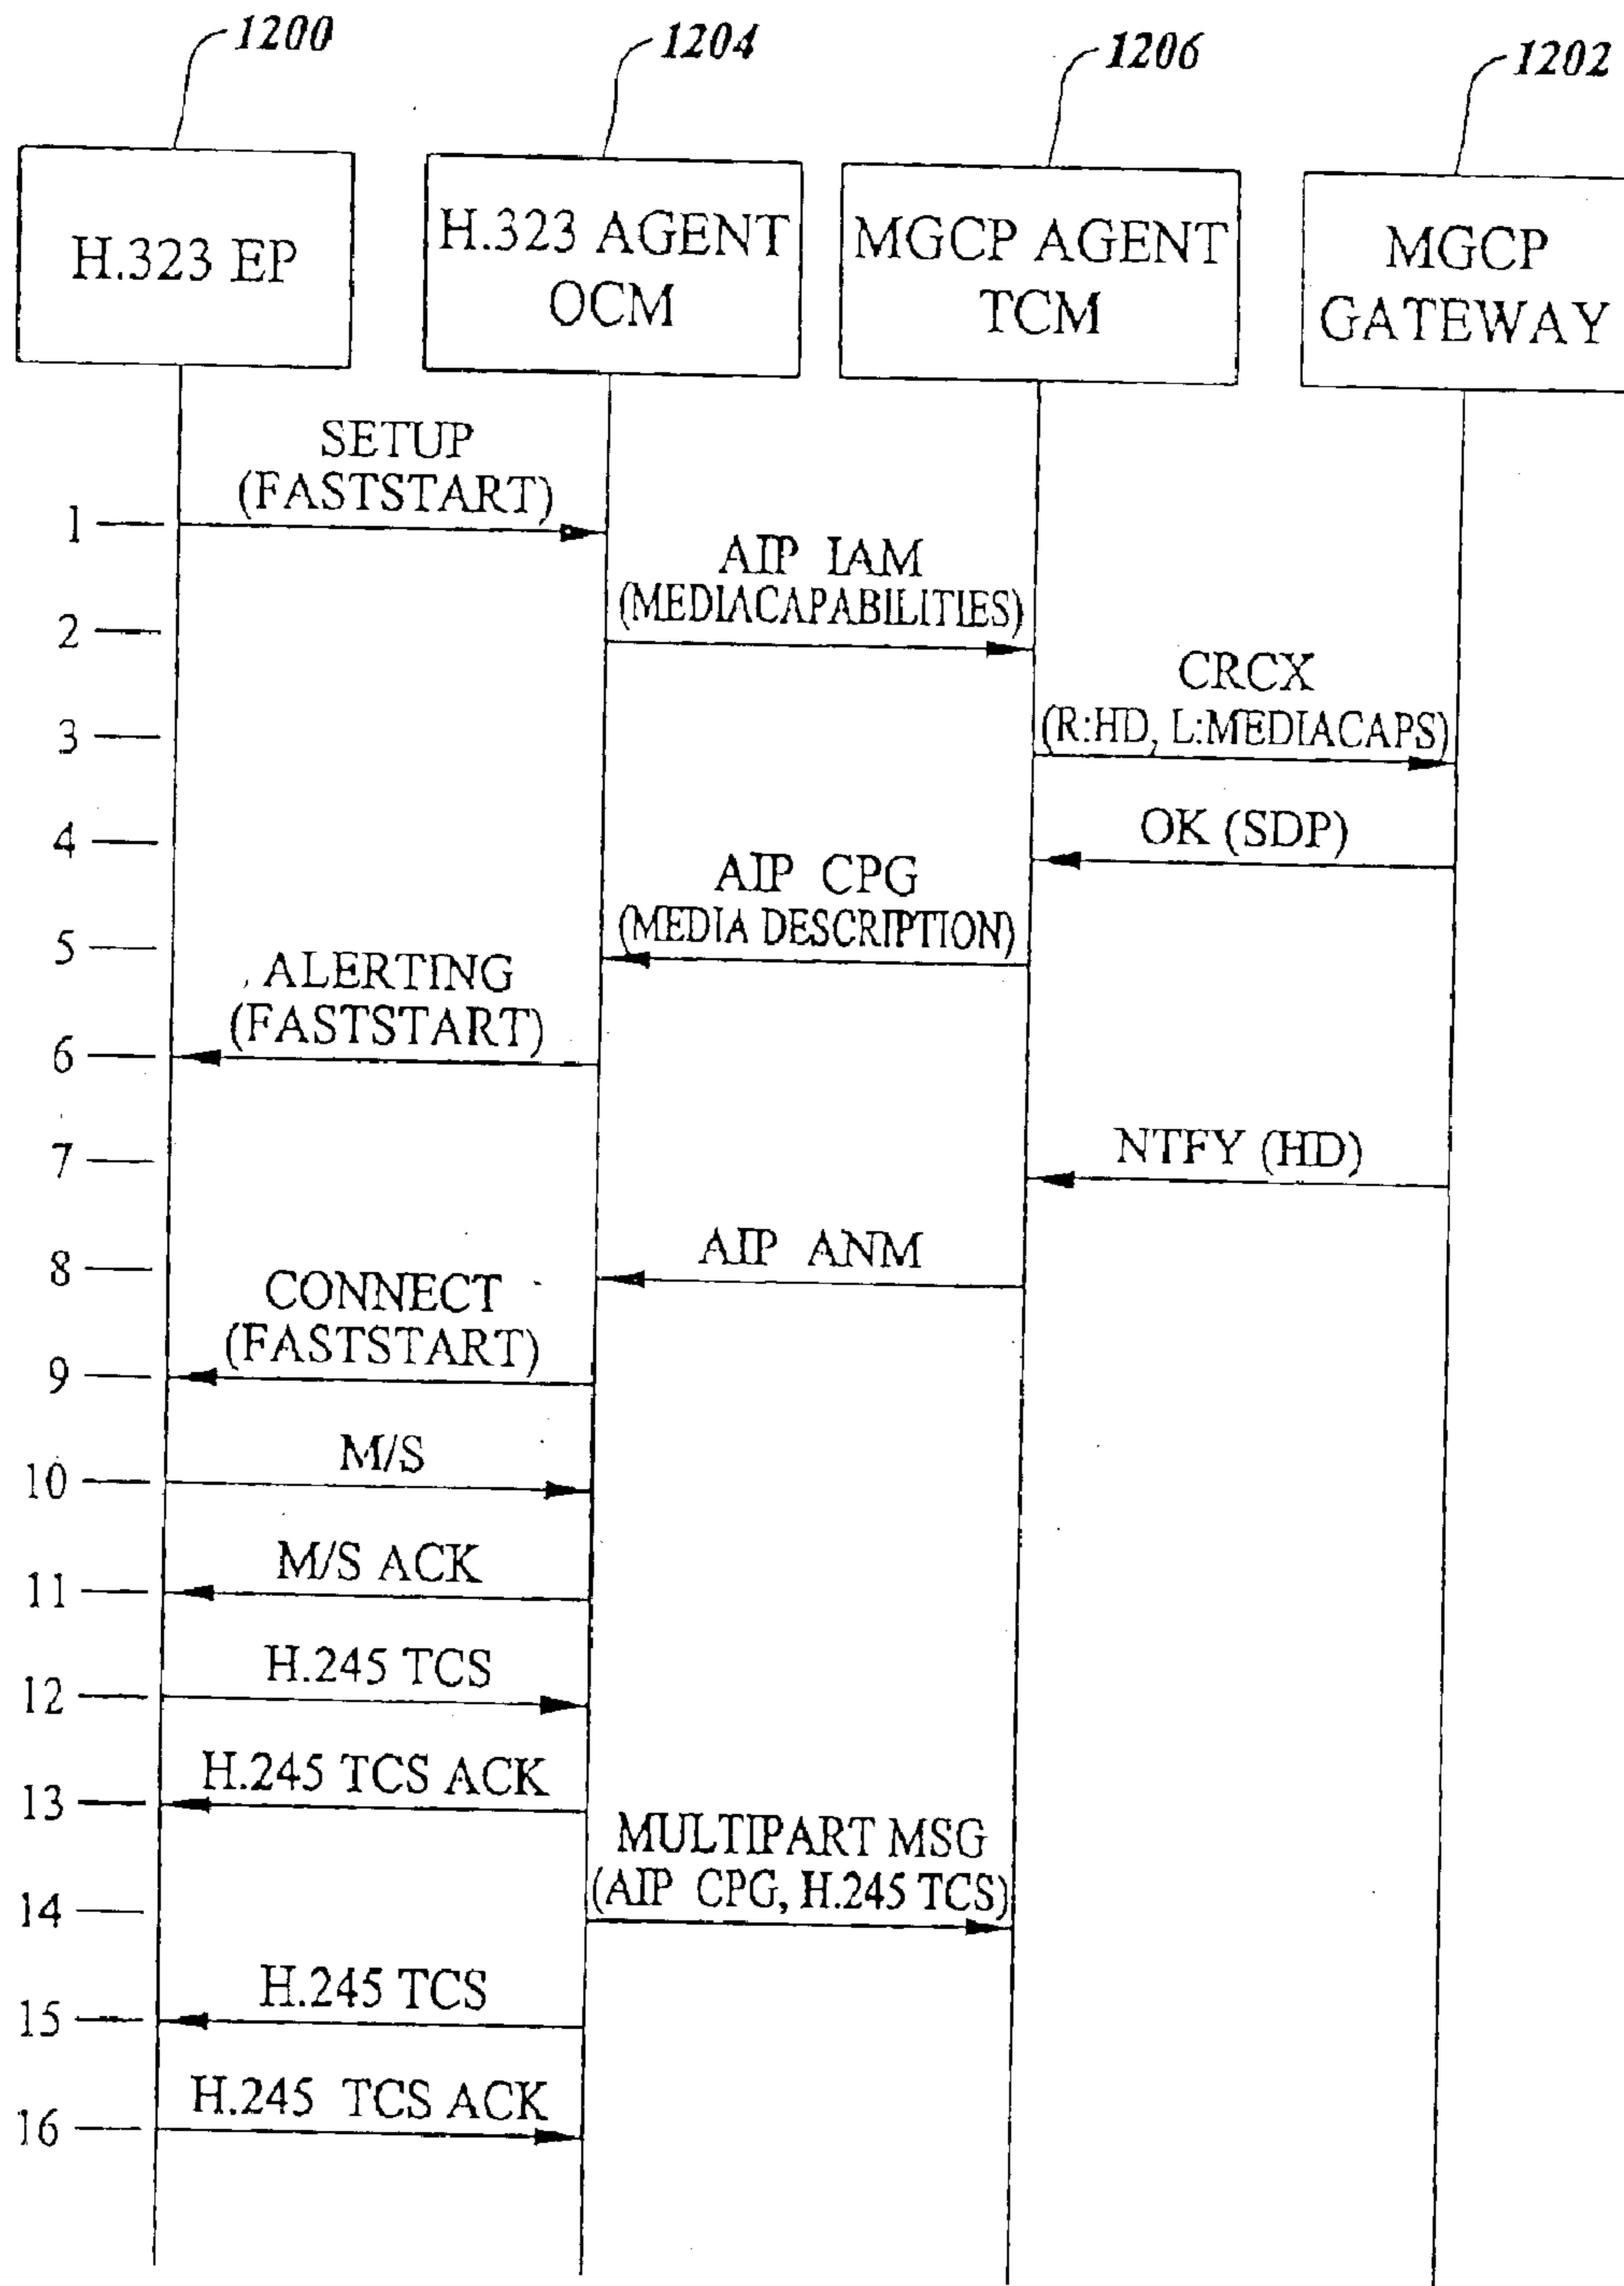 1200
1204
1206
1202
H.323 EP
H.323 AGENT
OCM
MGCP AGENT
TCM
MGCP
GATEWAY
SETUP
(FASTSTART)
1
AIP IAM
(MEDIACAPABILITIES)
2
CRCX
(R:HD, L:MEDIACAPS)
3
OK (SDP)
4
AIP CPG
(MEDIA DESCRIPTION)
5
ALERTING
(FASTSTART)
6
NTFY (HD)
7
AIP ANM
8
CONNECT
(FASTSTART)
9
M/S
10
M/S ACK
11
H.245 TCS
12
H.245 TCS ACK
13
MULTIPART MSG
(AIP CPG, H.245 TCS)
14
H.245 TCS
15
H.245 TCS ACK
16